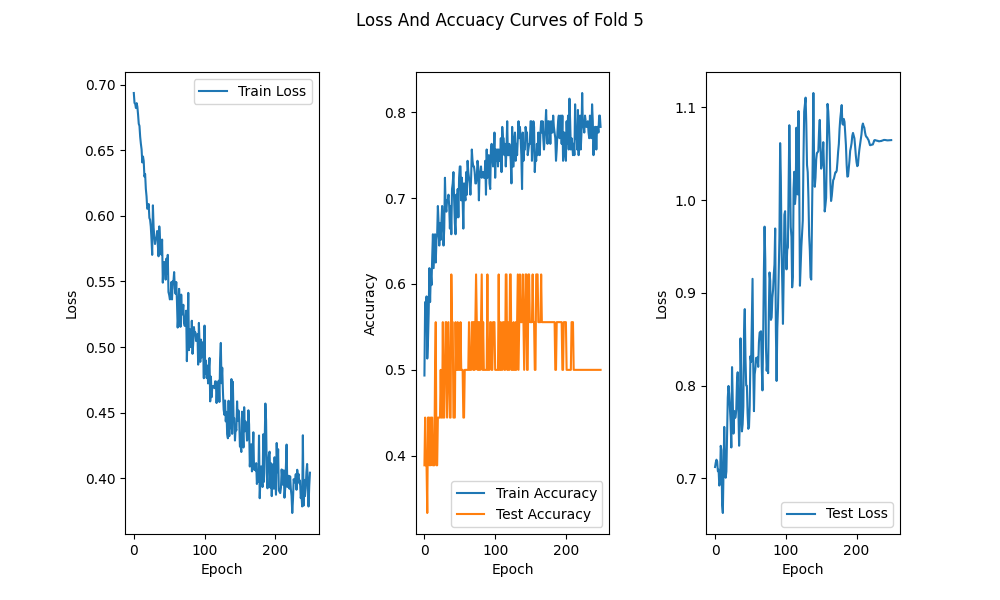 Loss And Accuacy Curves of Fold 5
Loss
0.70
0.65
0.60
0.55
0.50
0.45
0.40
Train Loss
0 100 200
Epoch
Accuracy
0.8
0.7
0.6
0.5
0.4
Train Accuracy
Test Accuracy
0 100 200
Epoch
Loss
1.1
1.0
0.9
0.8
0.7
Test Loss
0 100 200
Epoch